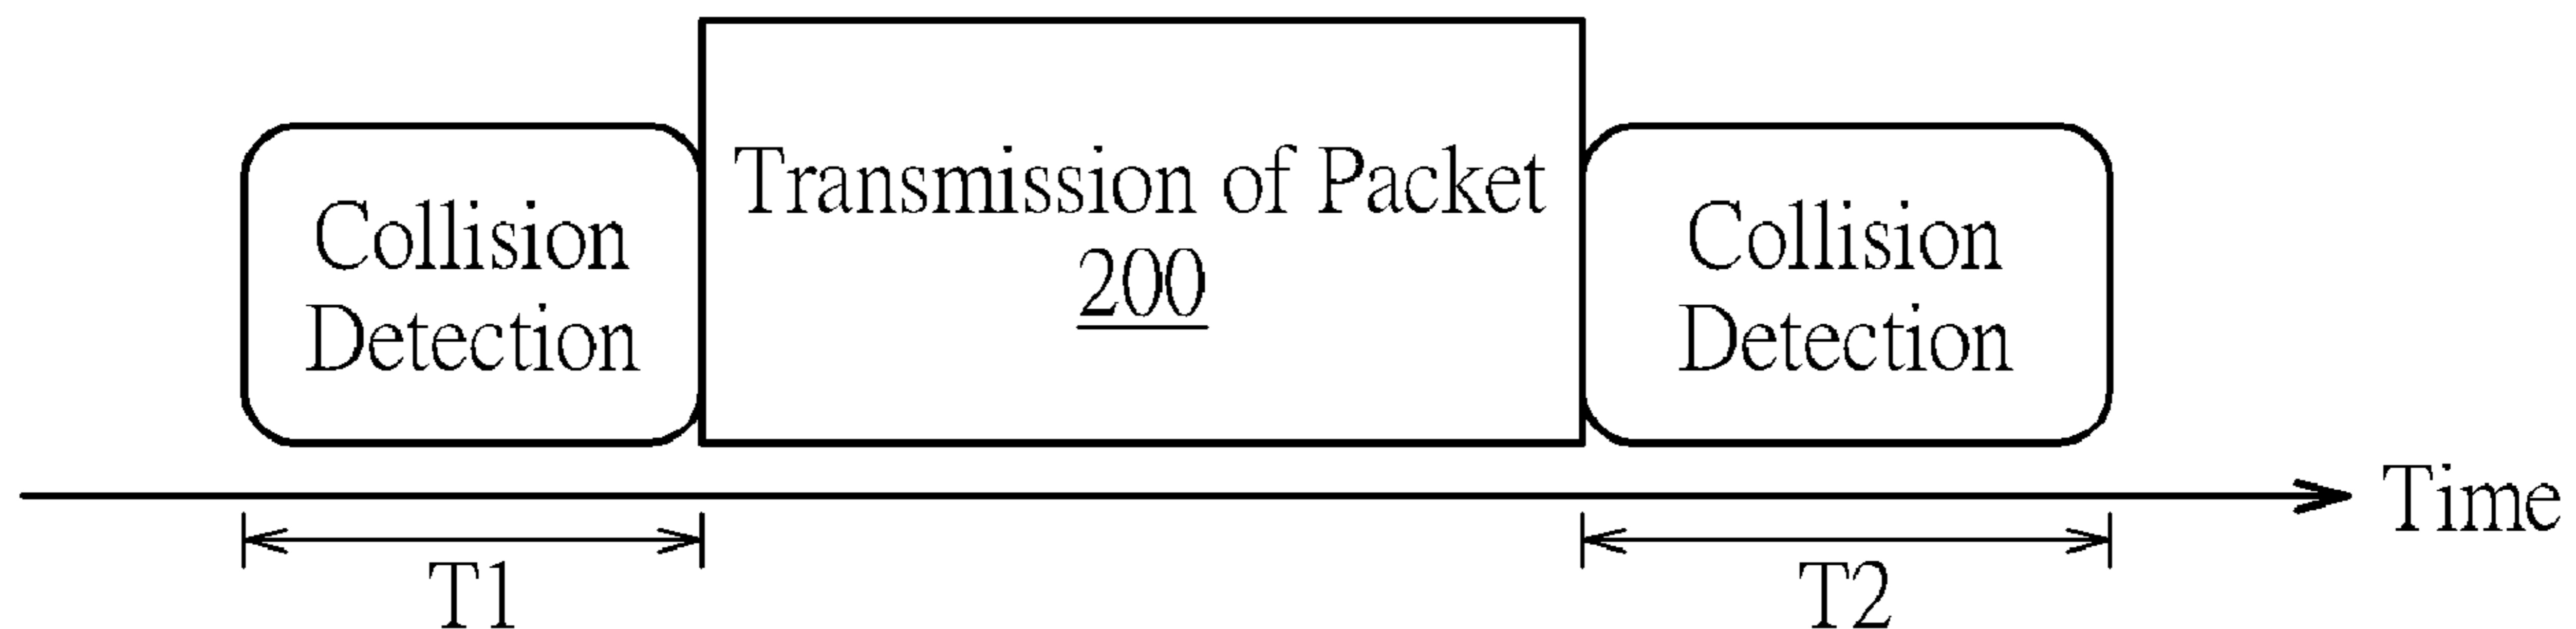 Collision
Detection
Transmission of Packet
200
Collision
Detection
Time
T1
T2